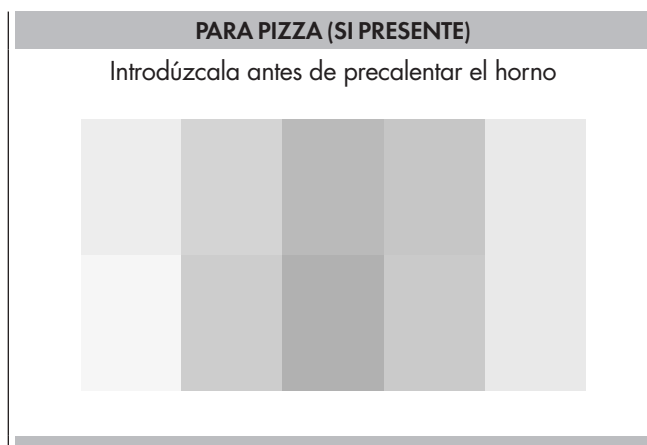 PARA PIZZA (SI PRESENTE)
Introdúzcala antes de precalentar el horno